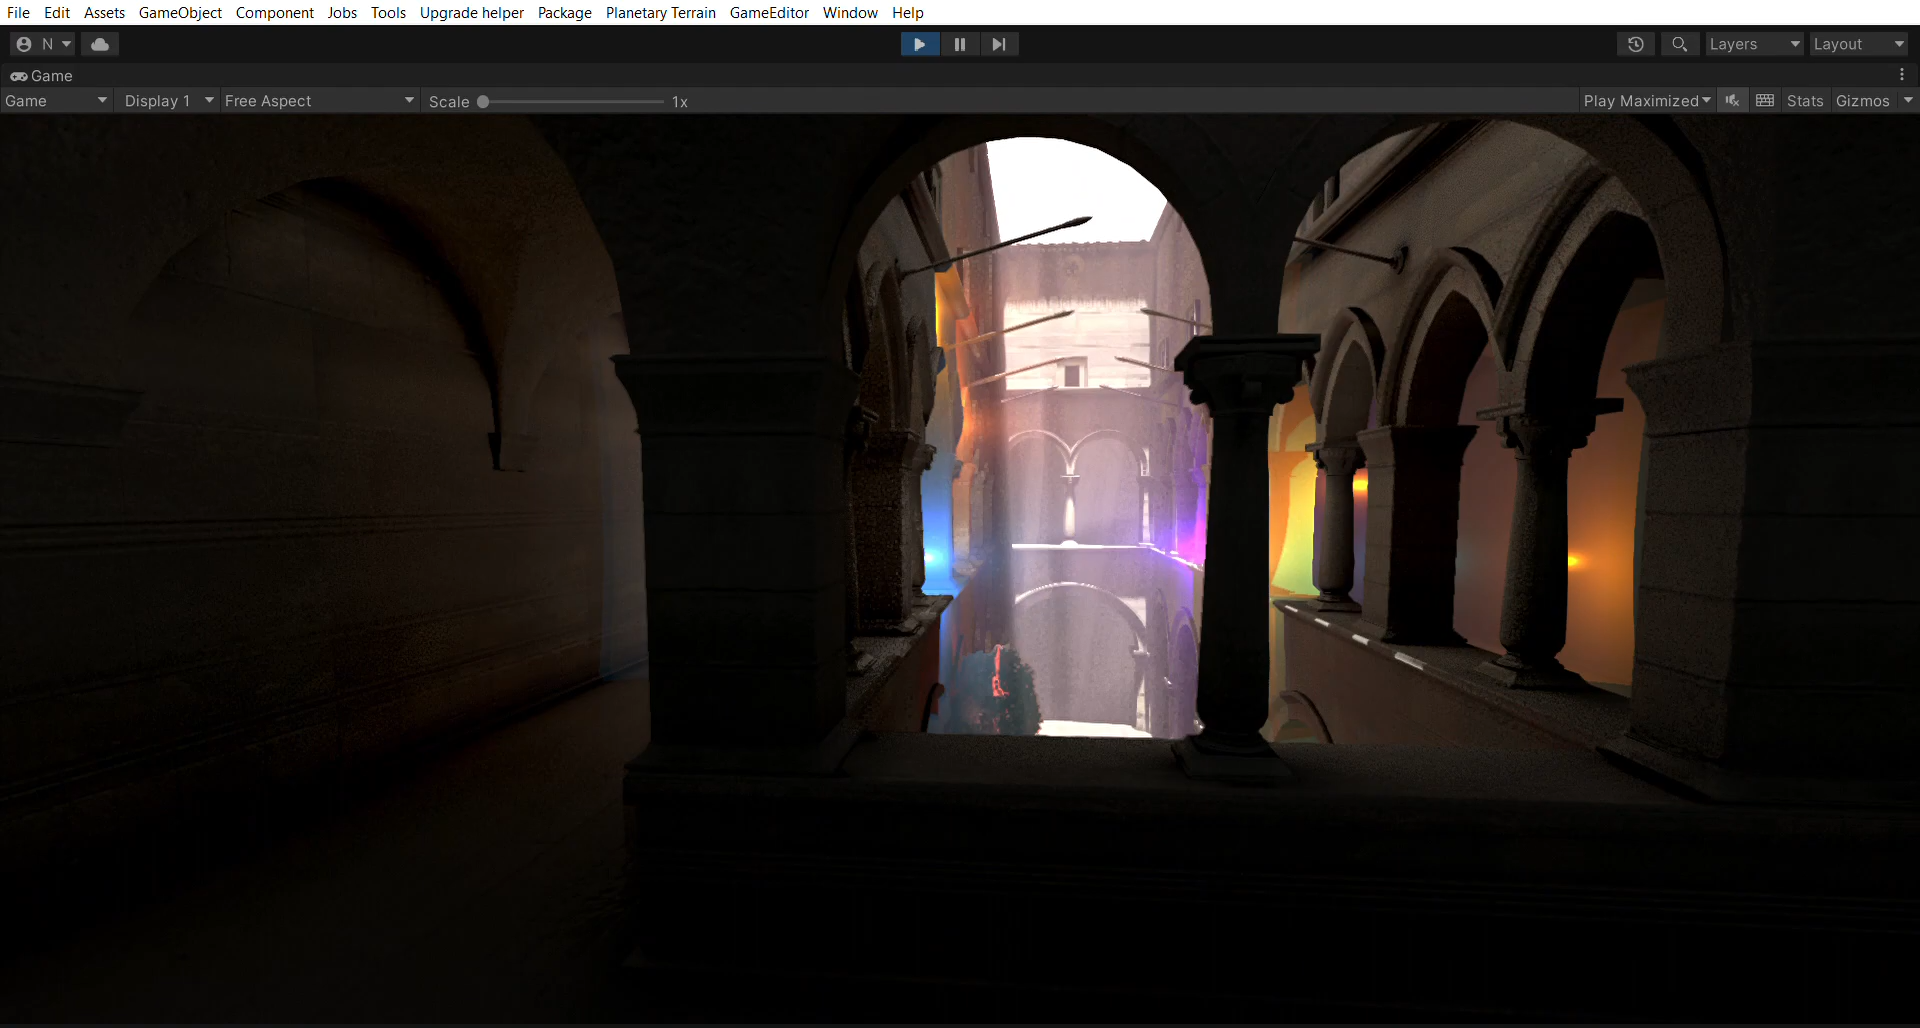 File Edit Assets GameObject Component Jobs Tools Upgrade helper Package Planetary Terrain GameEditor Window Help
N Layers Layout
Game
Game Display 1 Free Aspect Scale 1x Play Maximized Stats Gizmos